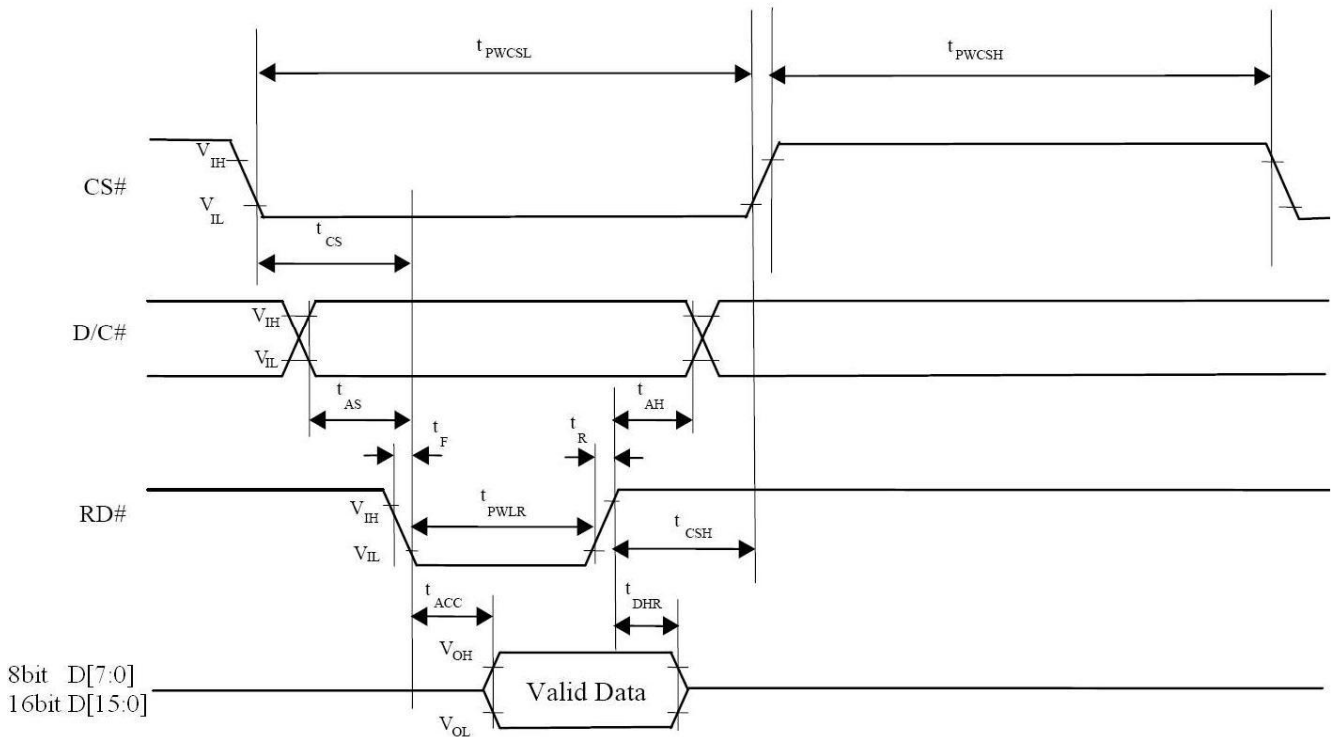 t PWCSL
t PWCSH
V IH
CS#
V IL
t CS
V IH
D/C#
V IL
t AS
t AH
t F
t R
V IH
t PWLR
RD#
t CSH
V IL
t ACC
t DHR
V OH
8bit D[7:0]
Valid Data
16bit D[15:0]
V OL